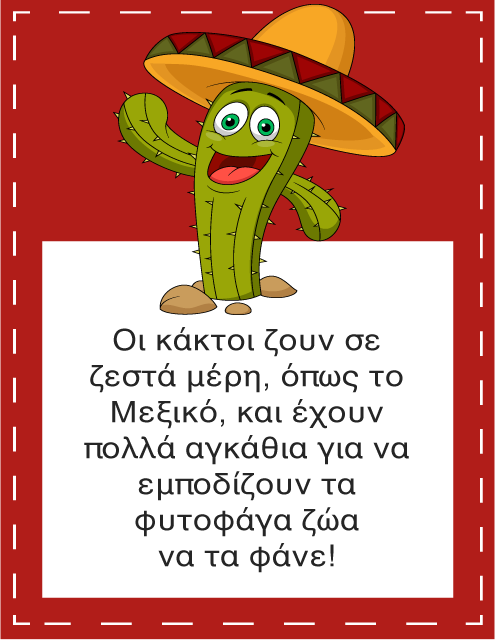 Οι κάκτοι ζουν σε
ζεστά μέρη, όπως το
Μεξικό, και έχουν
πολλά αγκάθια για να
εμποδίζουν τα
φυτοφάγα ζώα
να τα φάνε!